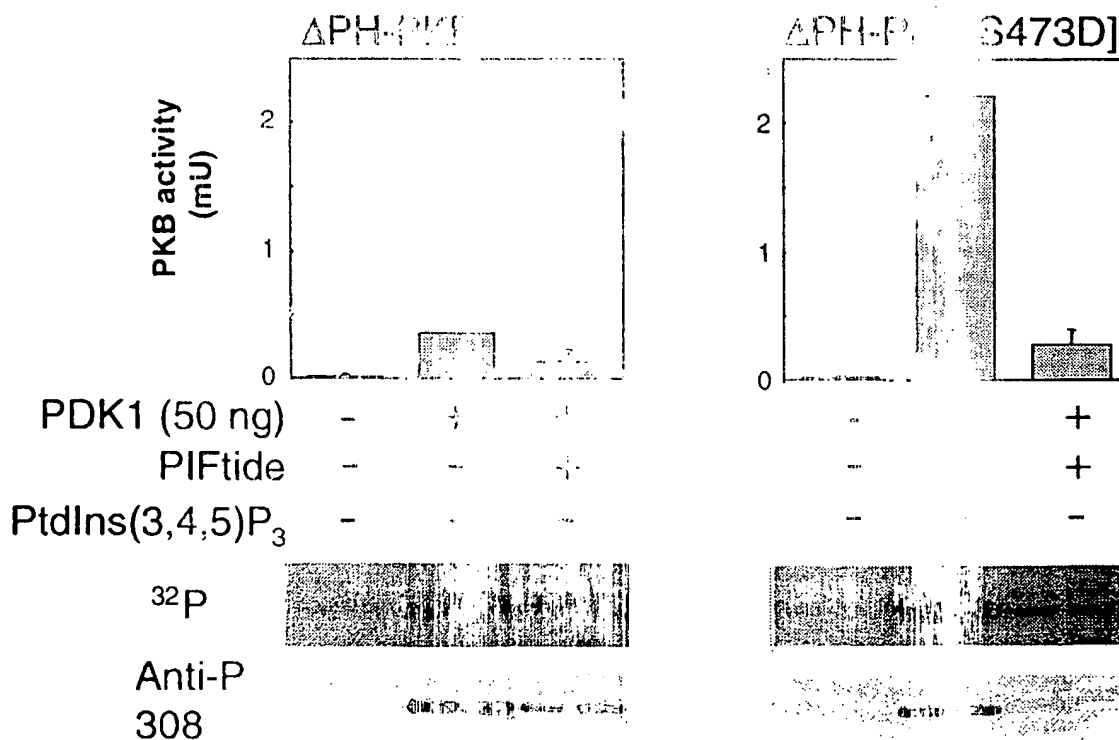 ΔPH-PKB
ΔPH-P S473D]
PKB activity
(mU)
2
1
0
2
1
0
PDK1 (50 ng) - + + - +
PIFtide - - + - +
PtdIns(3,4,5)P3 - - - - -
32P
Anti-P
308